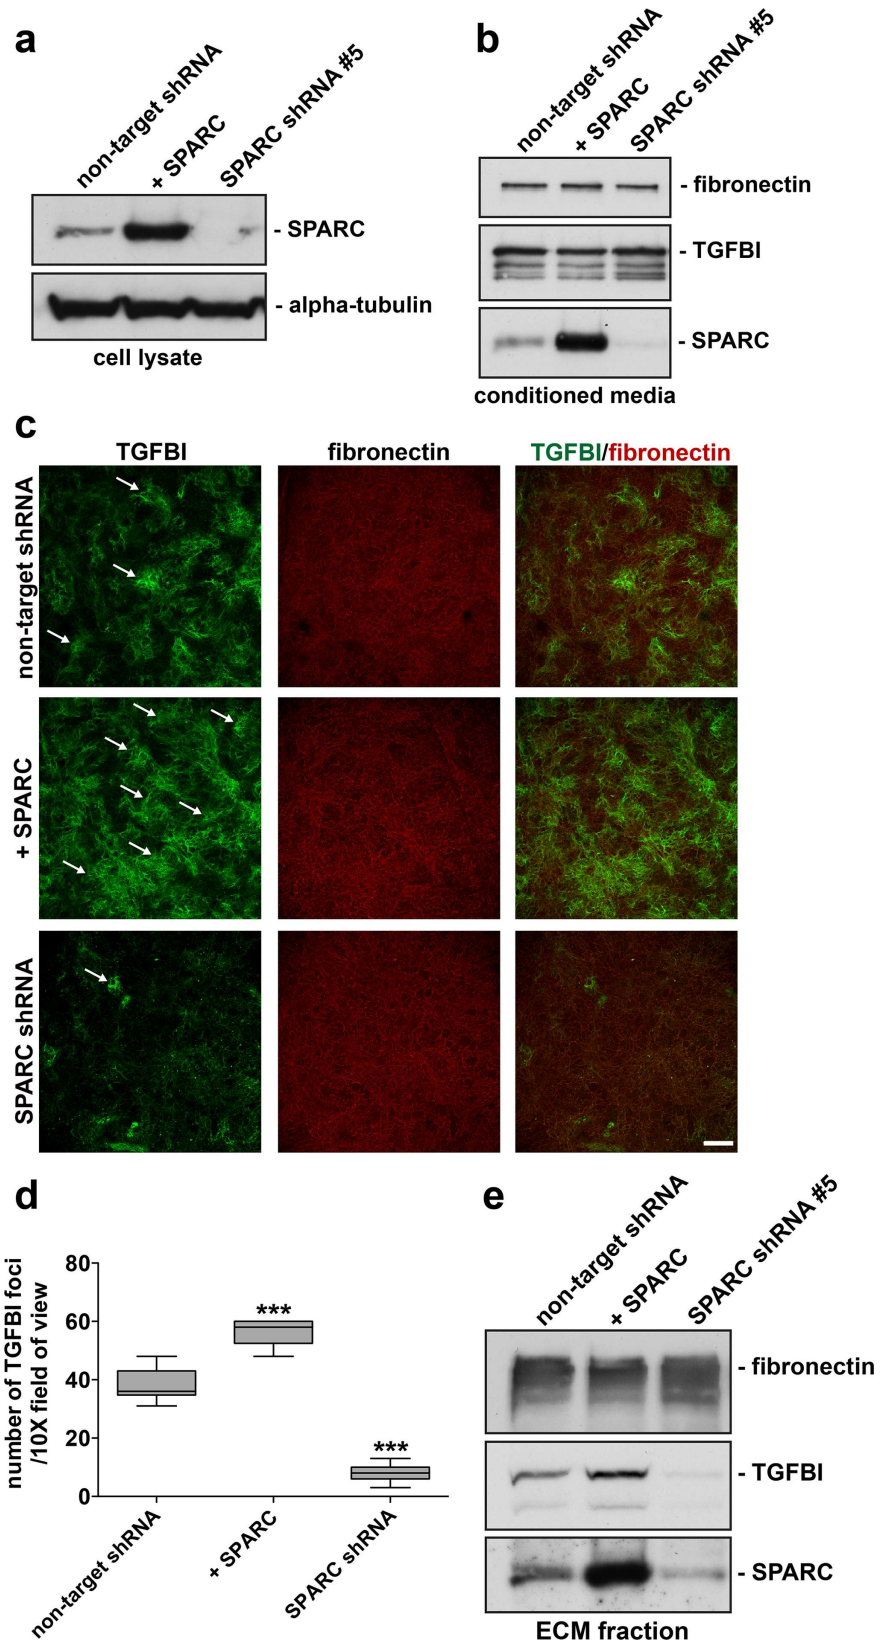 a
non-target shRNA
+ SPARC
SPARC shRNA #5
- SPARC
- alpha-tubulin
cell lysate
b
non-target shRNA
+ SPARC
SPARC shRNA #5
- fibronectin
- TGFBI
- SPARC
conditioned media
c
TGFBI
fibronectin
TGFBI/fibronectin
non-target shRNA
+ SPARC
SPARC shRNA
d
number of TGFBI foci
/10X field of view
80
60
40
20
0
***
***
non-target shRNA
+ SPARC
SPARC shRNA
e
non-target shRNA
+ SPARC
SPARC shRNA #5
- fibronectin
- TGFBI
- SPARC
ECM fraction